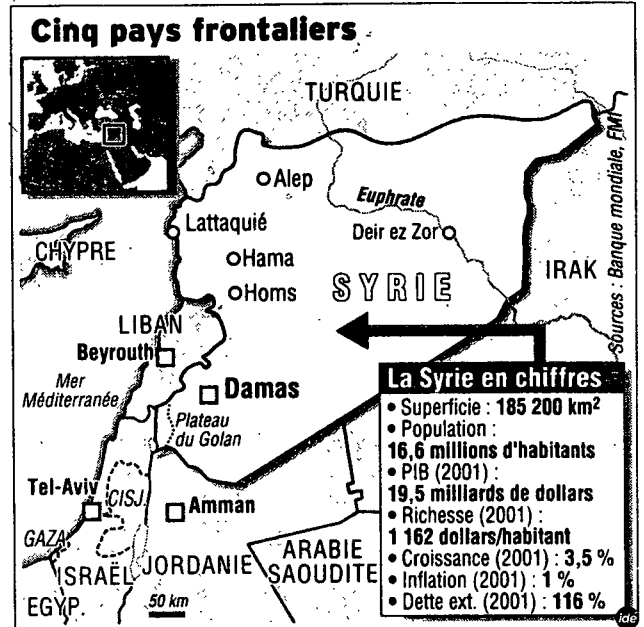 Cinq pays frontaliers
TURQUIE
Alep
Euphrate
Lattaquié
Deir ez Zor
CHYPRE
Hama
IRAK
SYRIE
Homs
LIBAN
Beyrouth
Mer
Méditerranée
Damas
Plateau
du Golan
Tel-Aviv
CISJ.
Amman
GAZA
ISRAËL
JORDANIE
ARABIE
SAOUDITE
EGYP.
50 km
Sources : Banque mondiale, FMI
La Syrie en chiffres
• Superficie : 185 200 km²
• Population :
16,6 millions d'habitants
• PIB (2001) :
19,5 milliards de dollars
• Richesse (2001) :
1 162 dollars/habitant
• Croissance (2001) : 3,5 %
• Inflation (2001) : 1 %
• Dette ext. (2001) : 116 %
idé